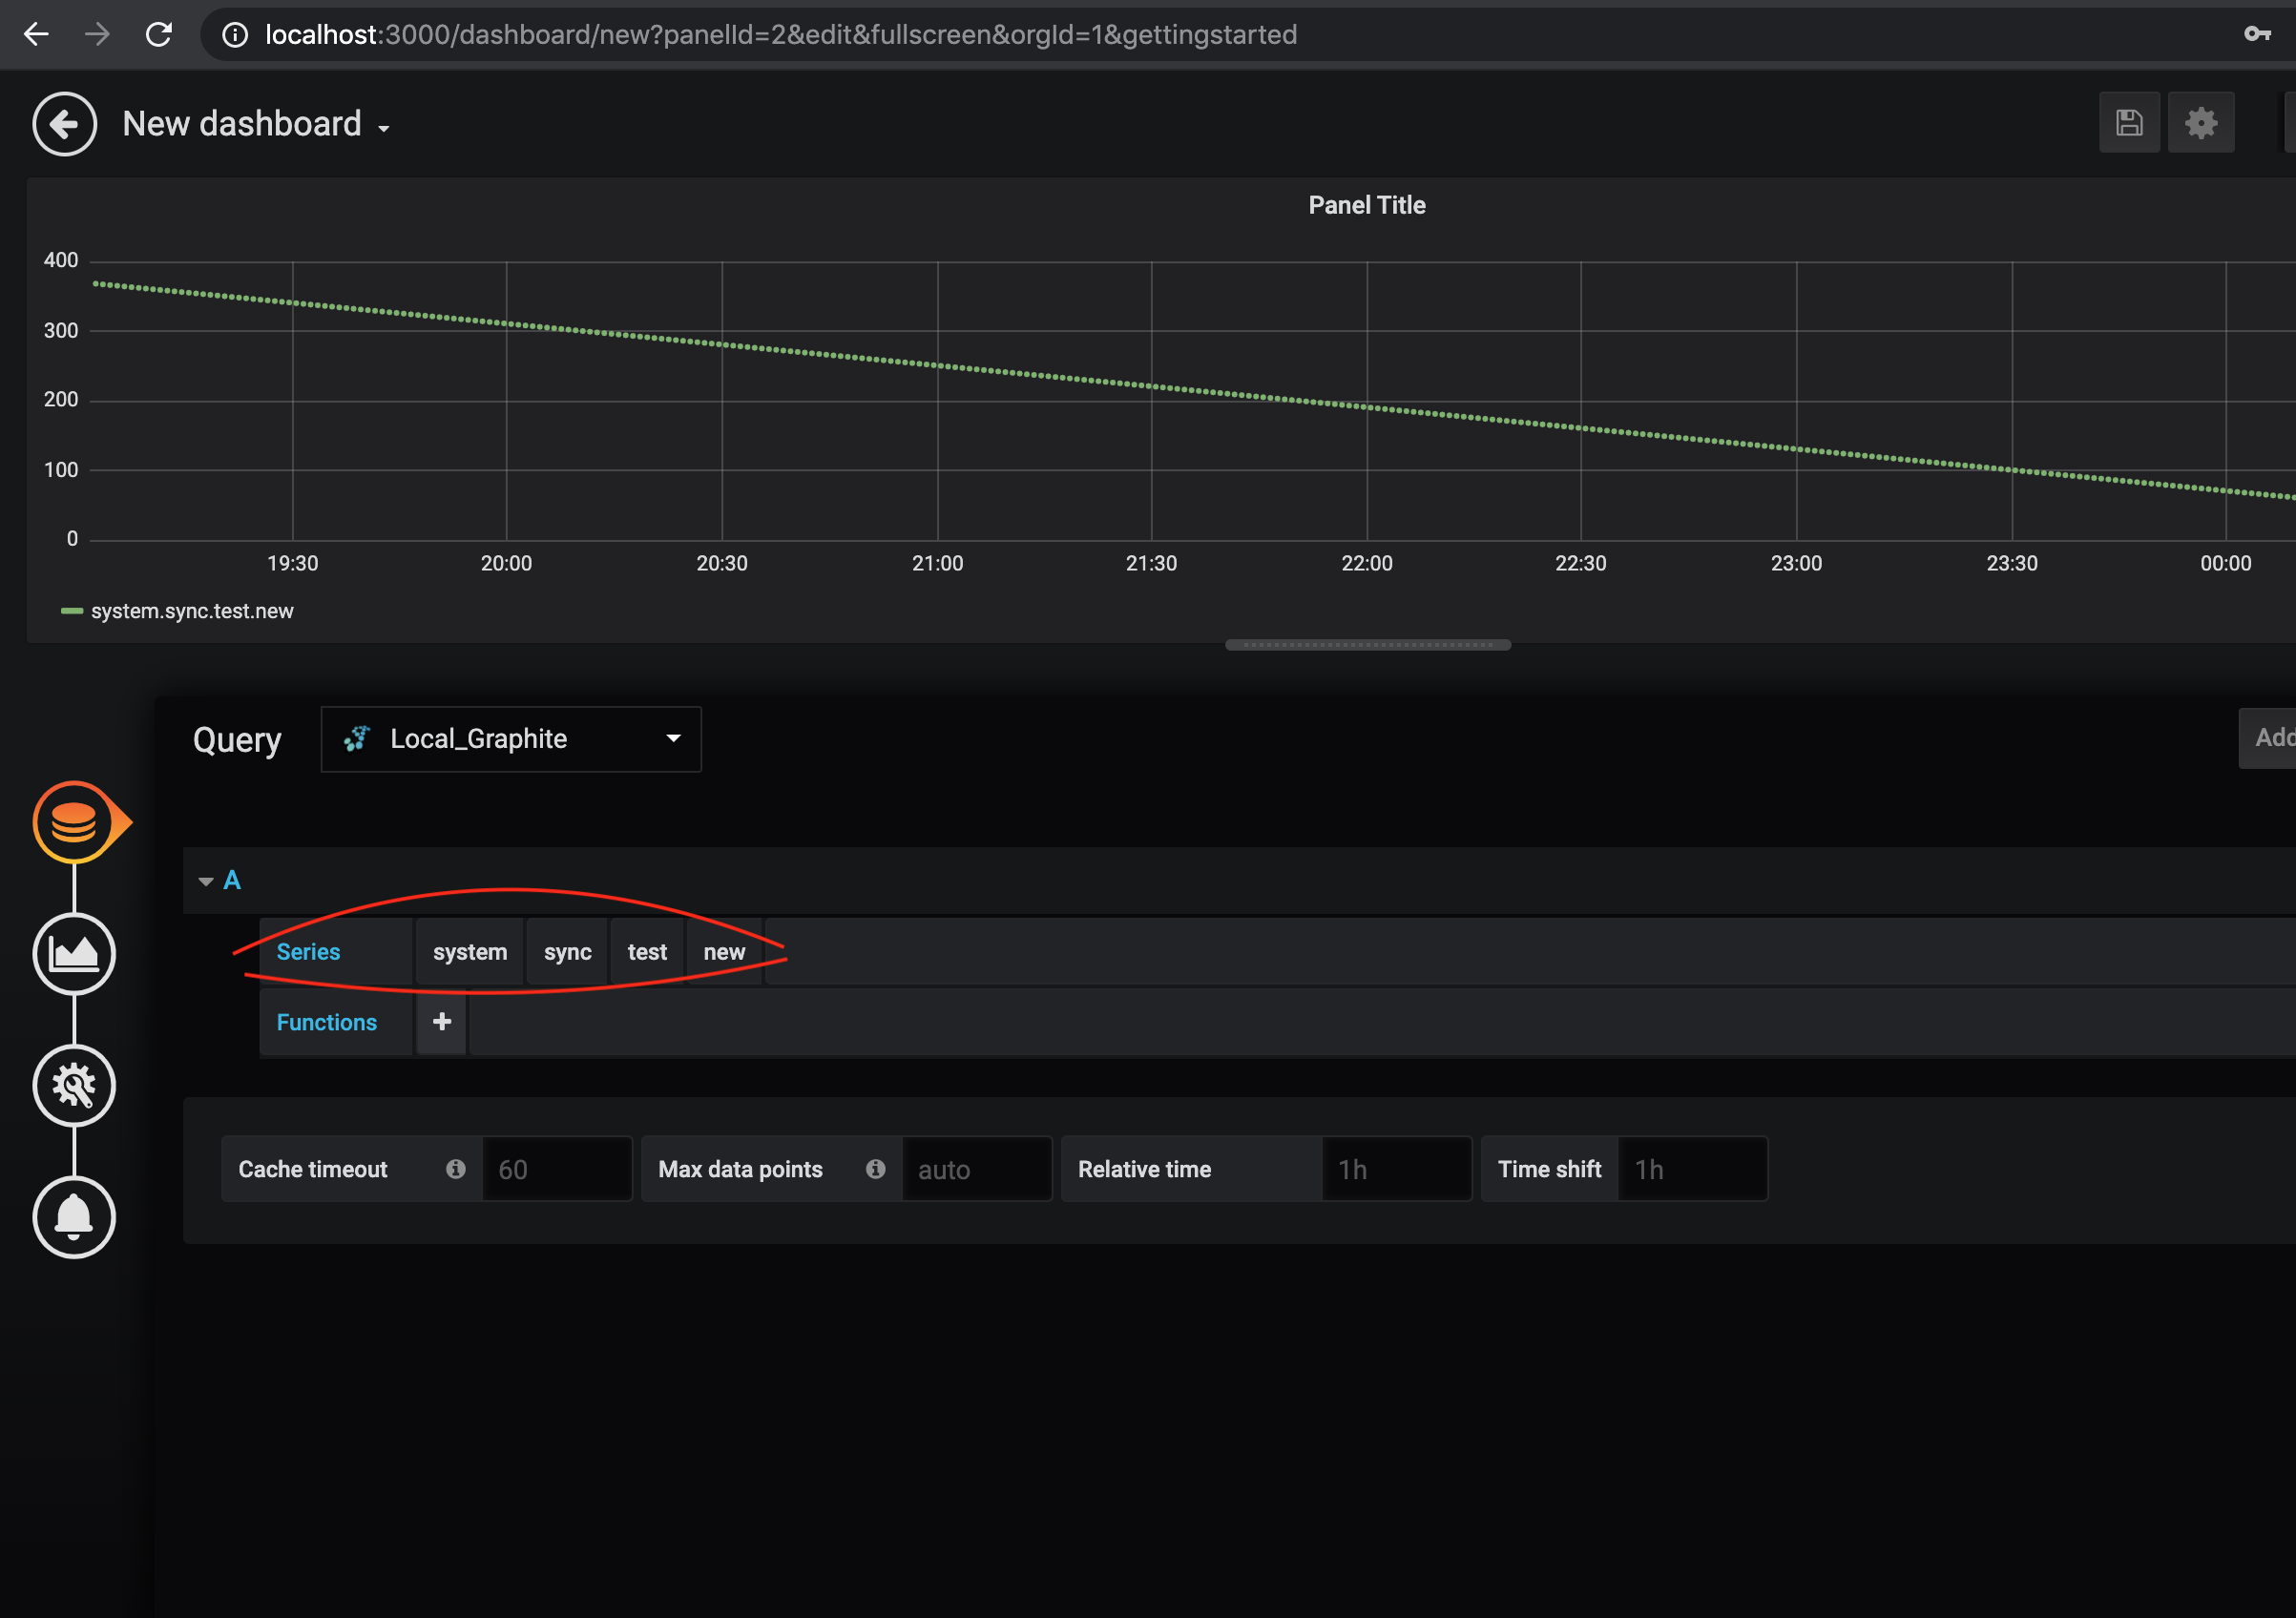 localhost:3000/dashboard/new?panelId=2&edit&fullscreen&orgId=1&gettingstarted
New dashboard
Panel Title
400
300
200
100
0
19:30 20:00 20:30 21:00 21:30 22:00 22:30 23:00 23:30 00:00
system.sync.test.new
Query Local_Graphite Add
A
Series system sync test new
Functions +
Cache timeout 60 Max data points auto Relative time 1h Time shift 1h